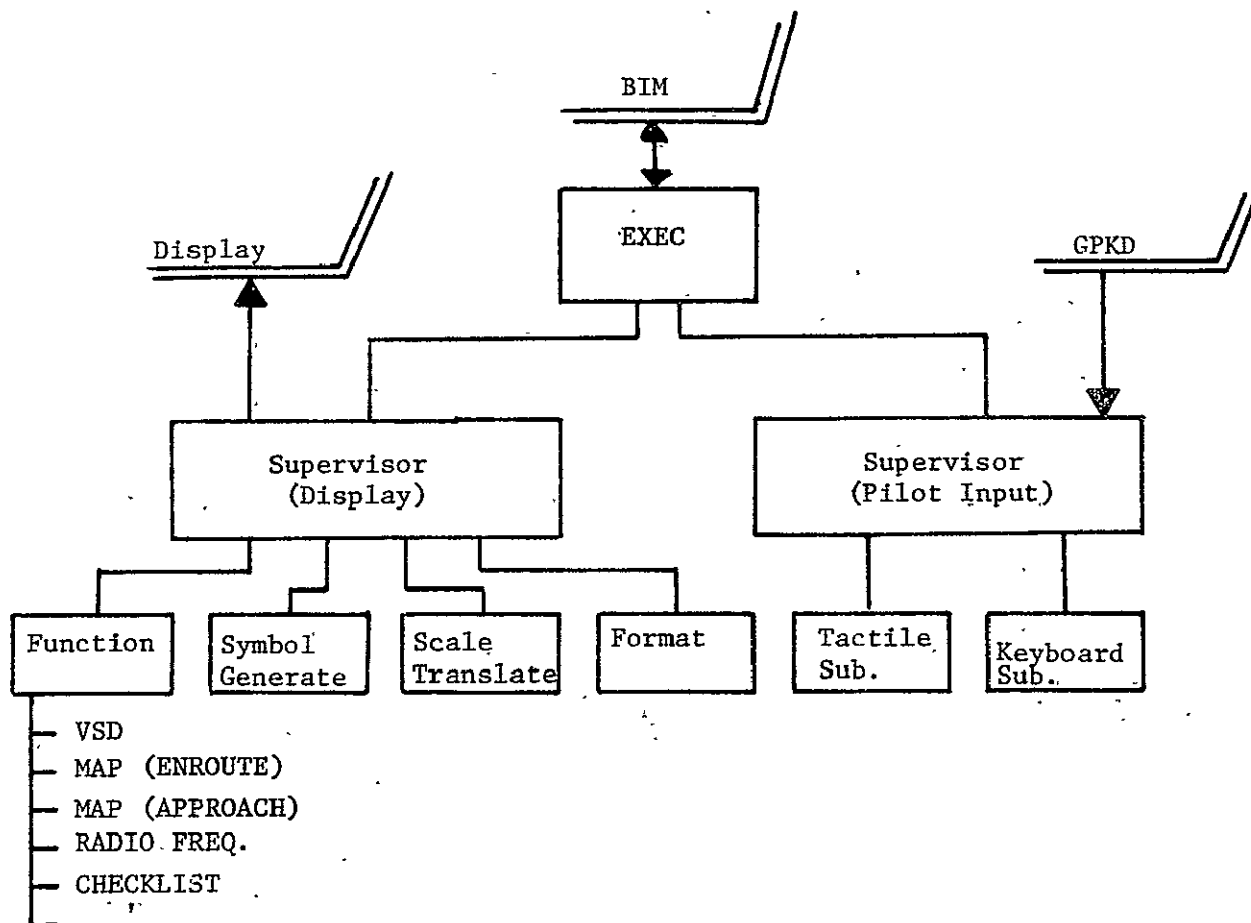 BIM
EXEC
Display
GPKD
Supervisor
(Display)
Supervisor
(Pilot Input)
Function
Symbol
Generate
Scale
Translate
Format
Tactile
Sub.
Keyboard
Sub.
VSD
MAP (ENROUTE)
MAP (APPROACH)
RADIO FREQ.
CHECKLIST